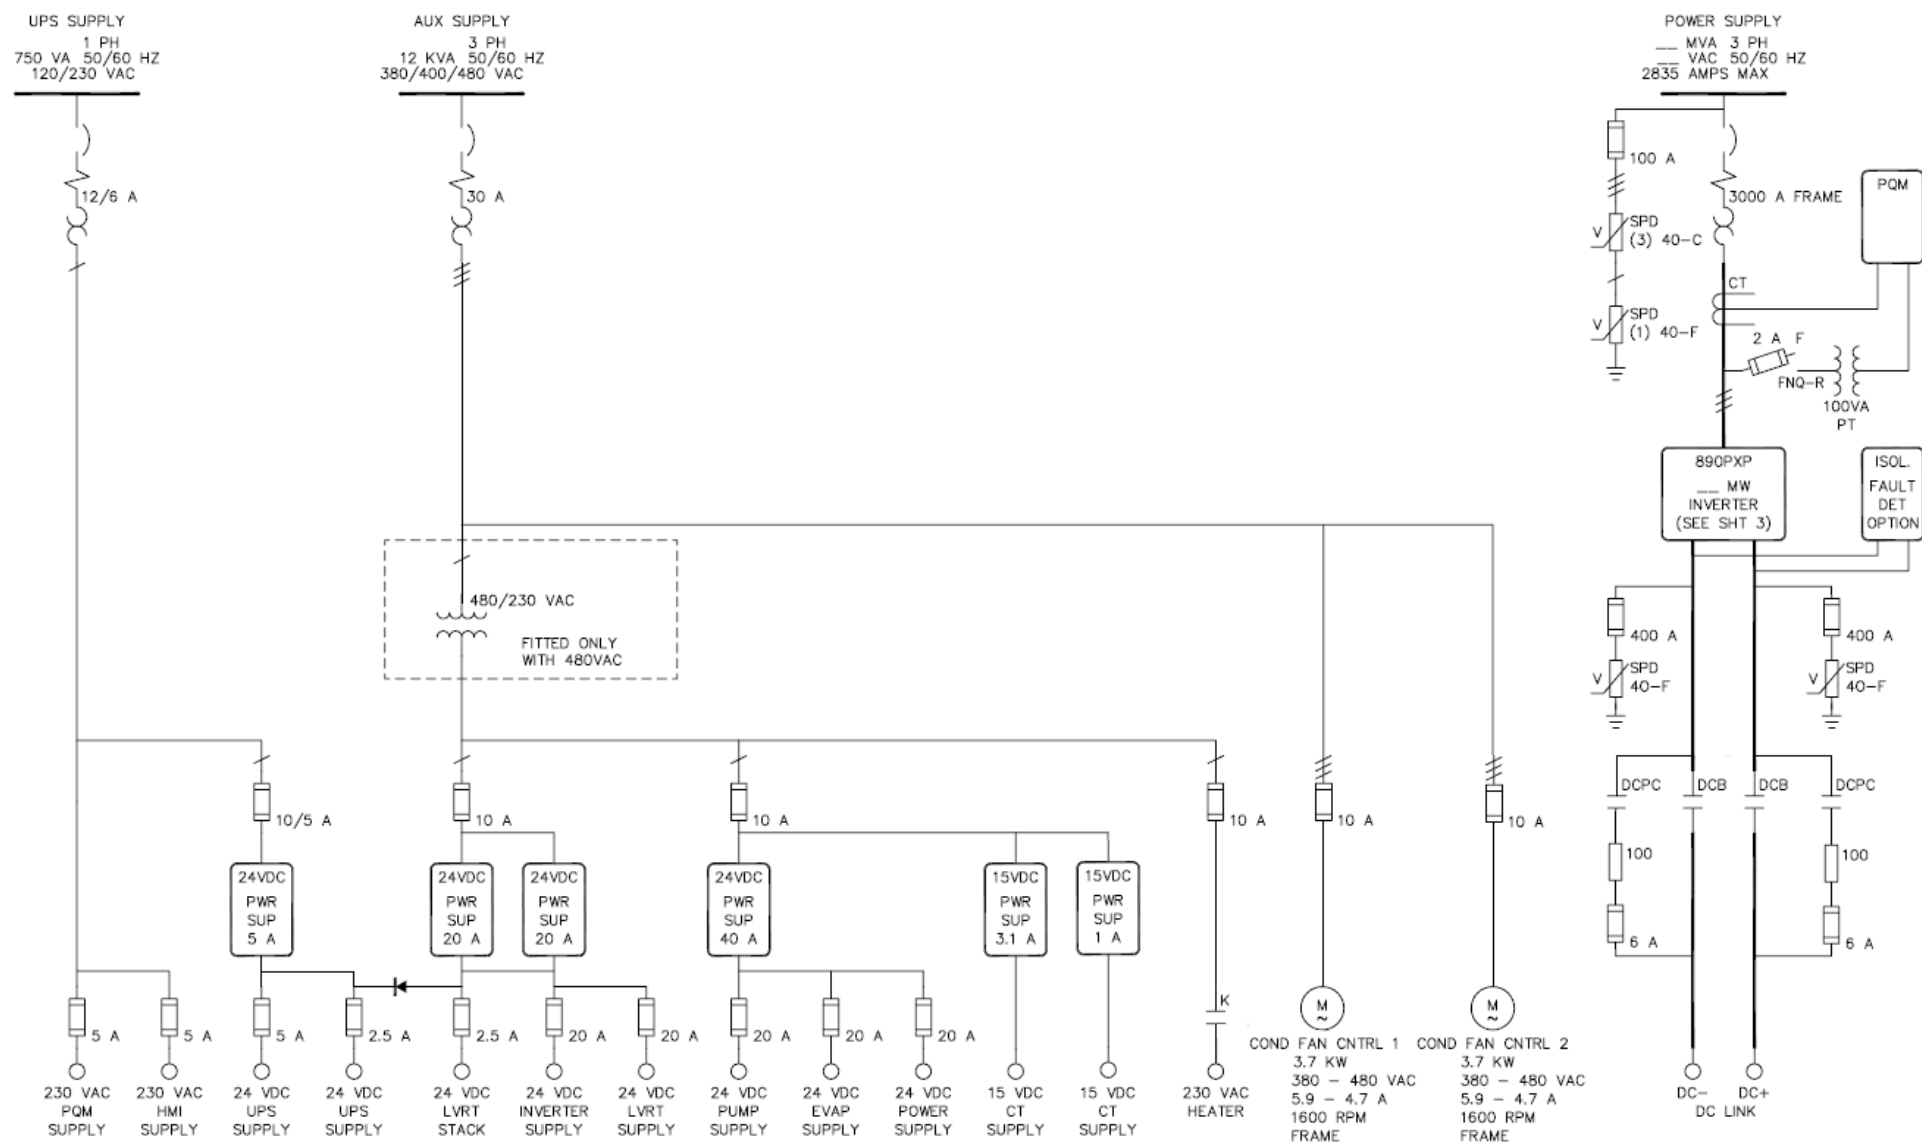 UPS SUPPLY
1 PH
750 VA 50/60 HZ
120/230 VAC
12/6 A
AUX SUPPLY
3 PH
12 KVA 50/60 HZ
380/400/480 VAC
30 A
POWER SUPPLY
__ MVA 3 PH
__ VAC 50/60 HZ
2835 AMPS MAX
100 A
3000 A FRAME
PQM
V
SPD
(3) 40-C
CT
V
SPD
(1) 40-F
2 A F
FNQ-R
100VA
PT
890PXP
__ MW
INVERTER
(SEE SHT 3)
ISOL.
FAULT
DET
OPTION
480/230 VAC
FITTED ONLY
WITH 480VAC
400 A
400 A
V
SPD
40-F
V
SPD
40-F
DCPC
DCB
DCB
DCPC
10/5 A
10 A
10 A
10 A
10 A
10 A
100
100
24VDC
PWR
SUP
5 A
24VDC
PWR
SUP
20 A
24VDC
PWR
SUP
20 A
24VDC
PWR
SUP
40 A
15VDC
PWR
SUP
3.1 A
15VDC
PWR
SUP
1 A
6 A
6 A
K
5 A
5 A
5 A
2.5 A
2.5 A
20 A
20 A
20 A
20 A
20 A
230 VAC
PQM
SUPPLY
230 VAC
HMI
SUPPLY
24 VDC
UPS
SUPPLY
24 VDC
UPS
SUPPLY
24 VDC
LVRT
STACK
24 VDC
INVERTER
SUPPLY
24 VDC
LVRT
SUPPLY
24 VDC
PUMP
SUPPLY
24 VDC
EVAP
SUPPLY
24 VDC
POWER
SUPPLY
15 VDC
CT
SUPPLY
15 VDC
CT
SUPPLY
230 VAC
HEATER
M
~
COND FAN CNTRL 1
3.7 KW
380 - 480 VAC
5.9 - 4.7 A
1600 RPM
FRAME
M
~
COND FAN CNTRL 2
3.7 KW
380 - 480 VAC
5.9 - 4.7 A
1600 RPM
FRAME
DC-
DC+
DC LINK